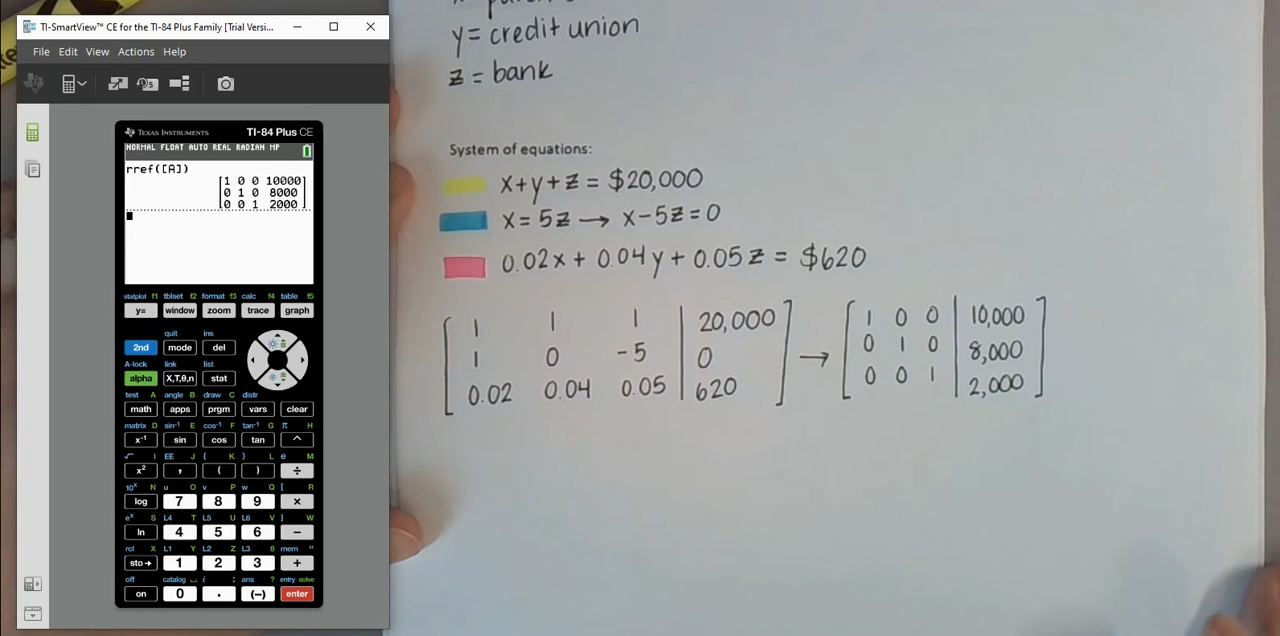 TI-SmartView™ CE for the TI-84 Plus Family [Trial Versi...
File Edit View Actions Help
TEXAS INSTRUMENTS TI-84 Plus CE
NORMAL FLOAT AUTO REAL RADIAN MP
rref([A])
[1 0 0 10000]
[0 1 0 8000]
[0 0 1 2000]
statplot f1 tblset f2 format f3 calc f4 table f5
y= window zoom trace graph
quit ins
2nd mode del
A-lock link list
alpha X,T,θ,n stat
test A angle B draw C distr
math apps prgm vars clear
matrix D sin-1 E cos-1 F tan-1 G π H
x-1 sin cos tan ^
√ I EE J { K } L e M
x2 , ( ) ÷
10x N u O v P w Q [ R
log 7 8 9 ×
ex S L4 T L5 U L6 V ] W
ln 4 5 6 −
rcl X L1 Y L2 Z L3 θ mem "
sto→ 1 2 3 +
off catalog i : ans ? entry solve
on 0 . (−) enter
y = credit union
z = bank
System of equations:
x+y+z = $20,000
x = 5z → x-5z = 0
0.02x + 0.04y + 0.05z = $620
[1 1 1 | 20,000] → [1 0 0 | 10,000]
[1 0 -5 | 0] [0 1 0 | 8,000]
[0.02 0.04 0.05 | 620] [0 0 1 | 2,000]